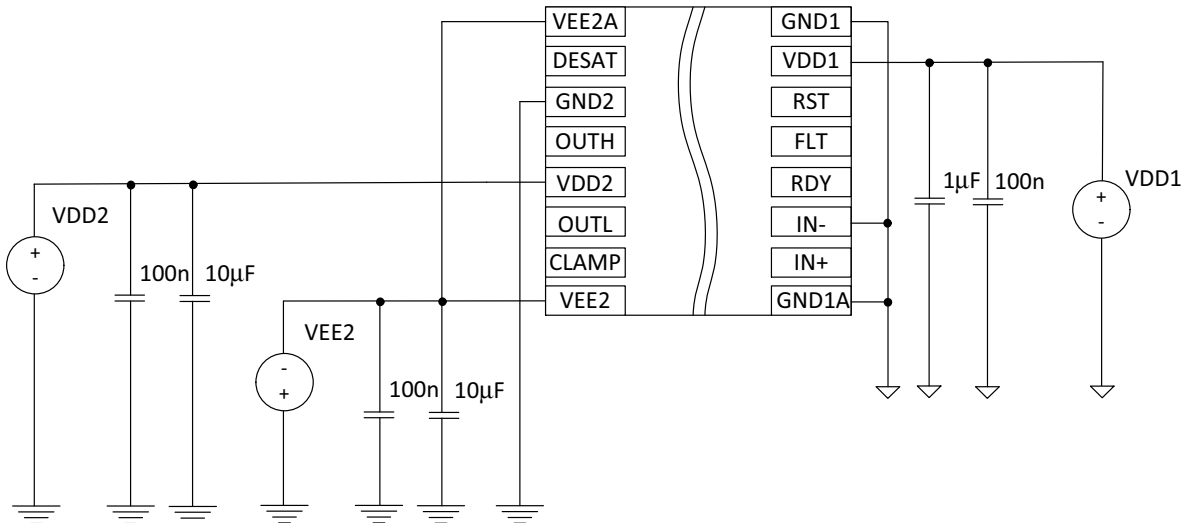 VEE2A
DESAT
GND2
OUTH
VDD2
OUTL
CLAMP
VEE2
GND1
VDD1
RST
FLT
RDY
IN-
IN+
GND1A
VDD2
+
-
100n
10μF
VEE2
-
+
100n
10μF
1μF
100n
VDD1
+
-